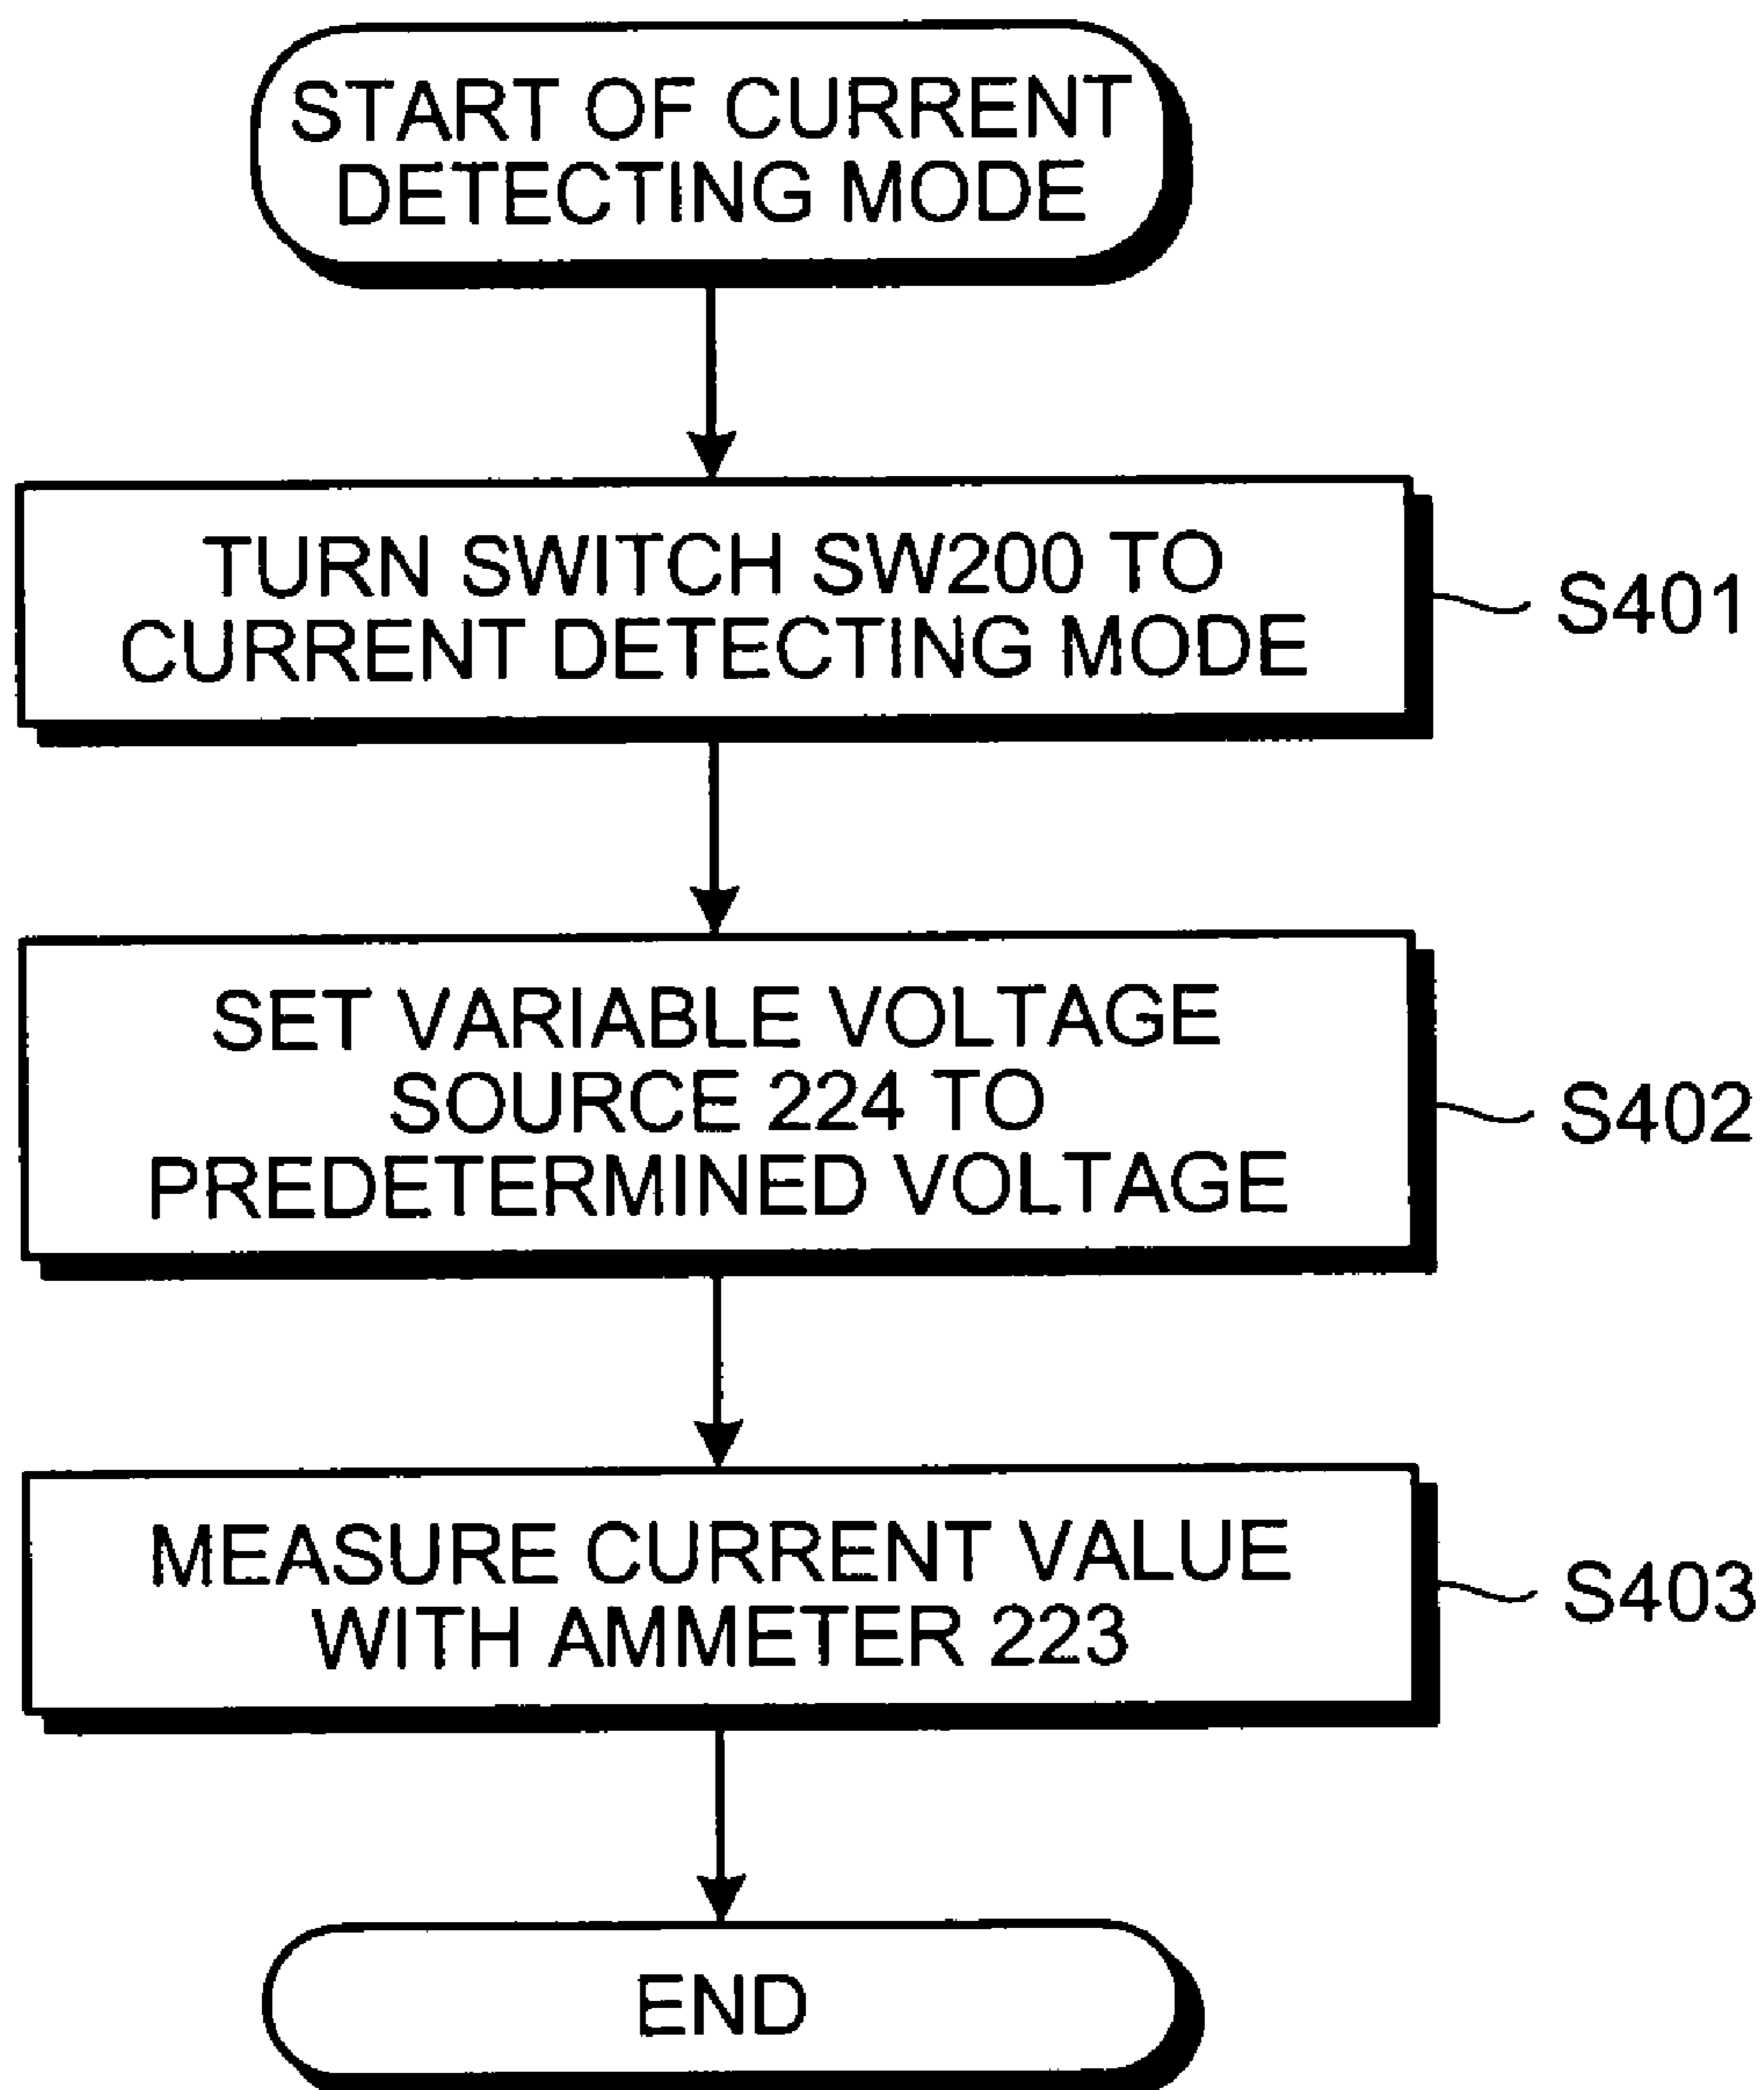 START OF CURRENT
DETECTING MODE
TURN SWITCH SW200 TO
CURRENT DETECTING MODE
S401
SET VARIABLE VOLTAGE
SOURCE 224 TO
PREDETERMINED VOLTAGE
S402
MEASURE CURRENT VALUE
WITH AMMETER 223
S403
END